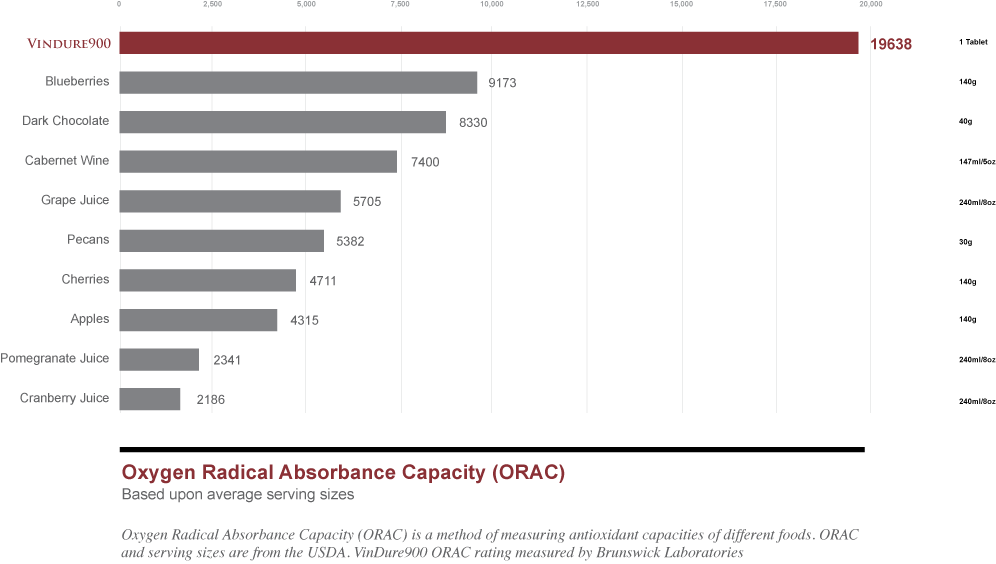 0 2,500 5,000 7,500 10,000 12,500 15,000 17,500 20,000
VINDURE900 19638 1 Tablet
Blueberries 9173 140g
Dark Chocolate 8330 40g
Cabernet Wine 7400 147ml/5oz
Grape Juice 5705 240ml/8oz
Pecans 5382 30g
Cherries 4711 140g
Apples 4315 140g
Pomegranate Juice 2341 240ml/8oz
Cranberry Juice 2186 240ml/8oz
Oxygen Radical Absorbance Capacity (ORAC)
Based upon average serving sizes
Oxygen Radical Absorbance Capacity (ORAC) is a method of measuring antioxidant capacities of different foods. ORAC
and serving sizes are from the USDA. VinDure900 ORAC rating measured by Brunswick Laboratories